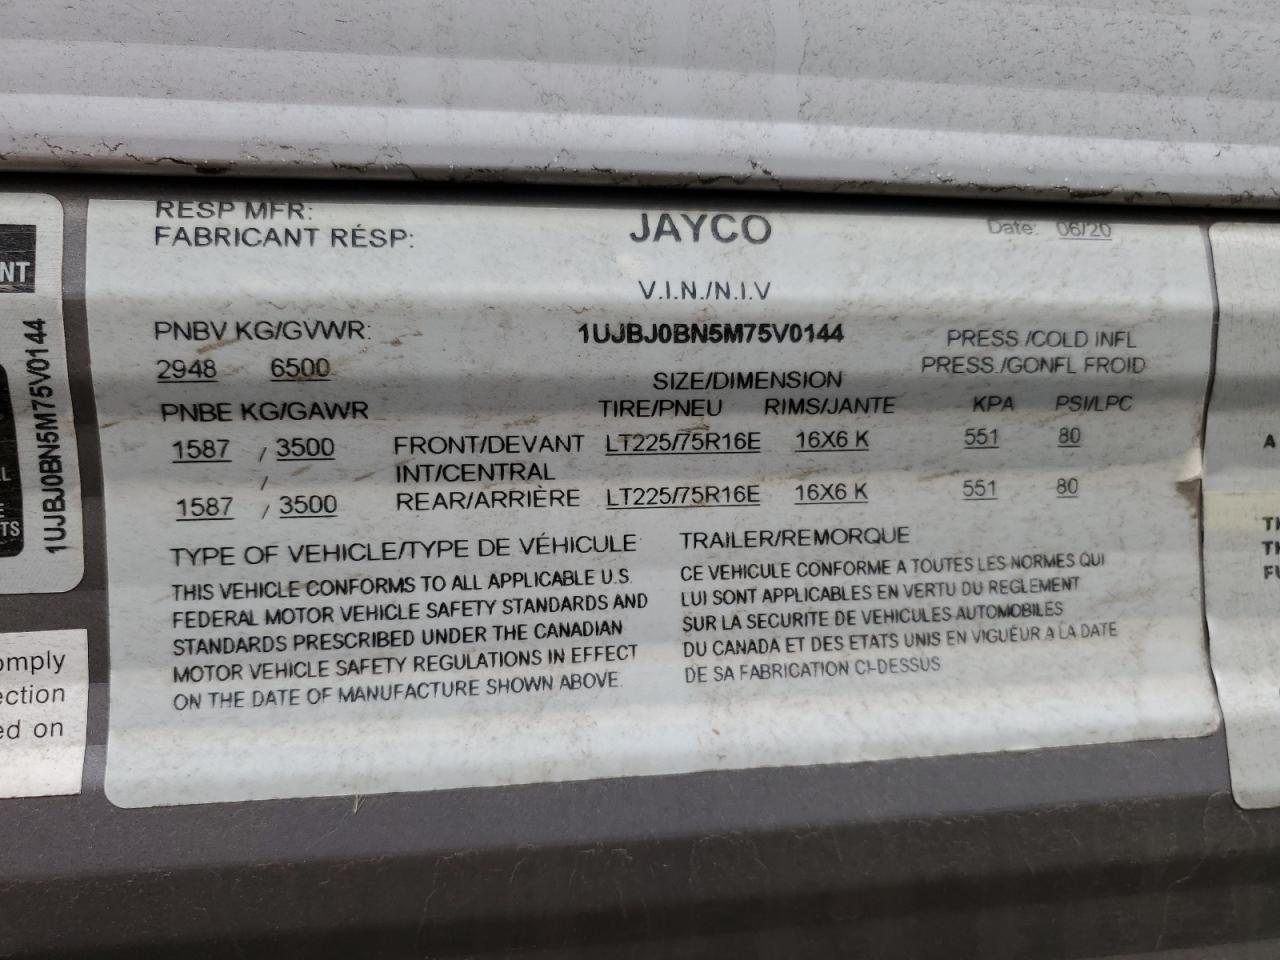 RESP MFR: JAYCO Date: 06/20
FABRICANT RÉSP:
V.I.N./N.I.V
PNBV KG/GVWR: 1UJBJ0BN5M75V0144 PRESS /COLD INFL
2948 6500 PRESS /GONFL FROID
SIZE/DIMENSION
PNBE KG/GAWR TIRE/PNEU RIMS/JANTE KPA PSI/LPC
1587 / 3500 FRONT/DEVANT LT225/75R16E 16X6 K 551 80
/ INT/CENTRAL
1587 / 3500 REAR/ARRIÈRE LT225/75R16E 16X6 K 551 80
TYPE OF VEHICLE/TYPE DE VÉHICULE TRAILER/REMORQUE
THIS VEHICLE CONFORMS TO ALL APPLICABLE U.S.
FEDERAL MOTOR VEHICLE SAFETY STANDARDS AND
STANDARDS PRESCRIBED UNDER THE CANADIAN
MOTOR VEHICLE SAFETY REGULATIONS IN EFFECT
ON THE DATE OF MANUFACTURE SHOWN ABOVE.
CE VEHICULE CONFORME A TOUTES LES NORMES QUI
LUI SONT APPLICABLES EN VERTU DU REGLEMENT
SUR LA SECURITE DE VEHICULES AUTOMOBILES
DU CANADA ET DES ETATS UNIS EN VIGUEUR A LA DATE
DE SA FABRICATION CI-DESSUS
1UJBJ0BN5M75V0144
NT
TS
omply
ection
ed on
A
TH
FU